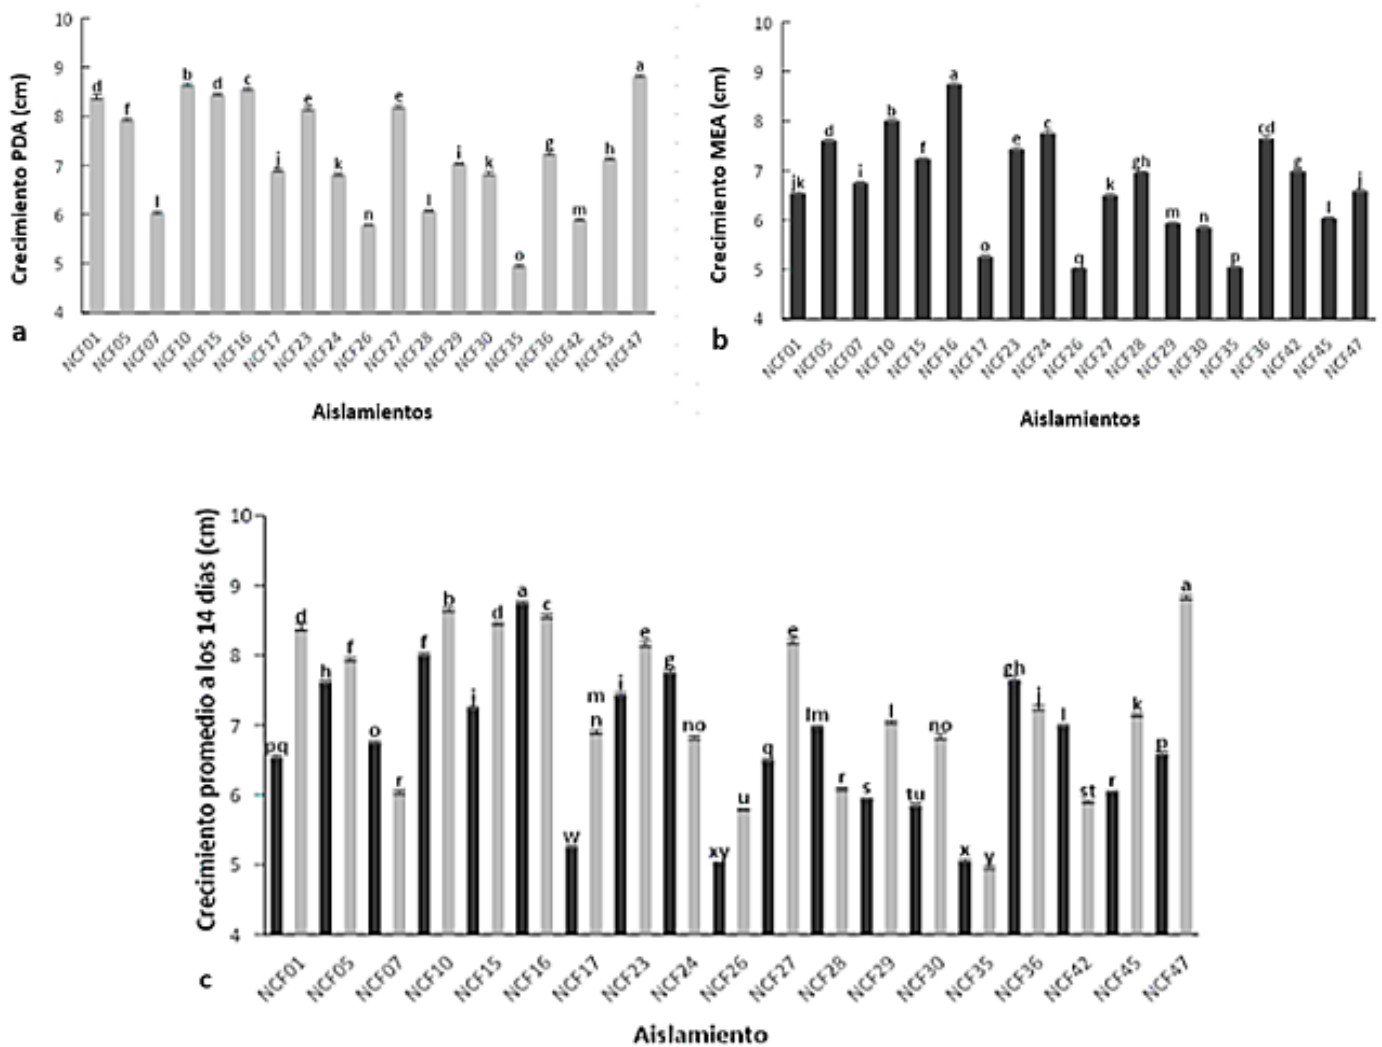 10
9
8
7
6
5
4
Crecimiento PDA (cm)
d f l b d c j e k n e l i k o g m h a
NCF01 NCF05 NCF07 NCF10 NCF15 NCF16 NCF17 NCF23 NCF24 NCF26 NCF27 NCF28 NCF29 NCF30 NCF35 NCF36 NCF42 NCF45 NCF47
a
Aislamientos
10
9
8
7
6
5
4
Crecimiento MEA (cm)
jk d i b f a o e c q k gh m n p cd g l j
NCF01 NCF05 NCF07 NCF10 NCF15 NCF16 NCF17 NCF23 NCF24 NCF26 NCF27 NCF28 NCF29 NCF30 NCF35 NCF36 NCF42 NCF45 NCF47
b
Aislamientos
10
9
8
7
6
5
4
Crecimiento promedio a los 14 dias (cm)
pq d h f o r f b j d a c w m n i e g no xy u q e lm r s l tu no x y gh j l st r k p a
NCF01 NCF05 NCF07 NCF10 NCF15 NCF16 NCF17 NCF23 NCF24 NCF26 NCF27 NCF28 NCF29 NCF30 NCF35 NCF36 NCF42 NCF45 NCF47
c
Aislamiento